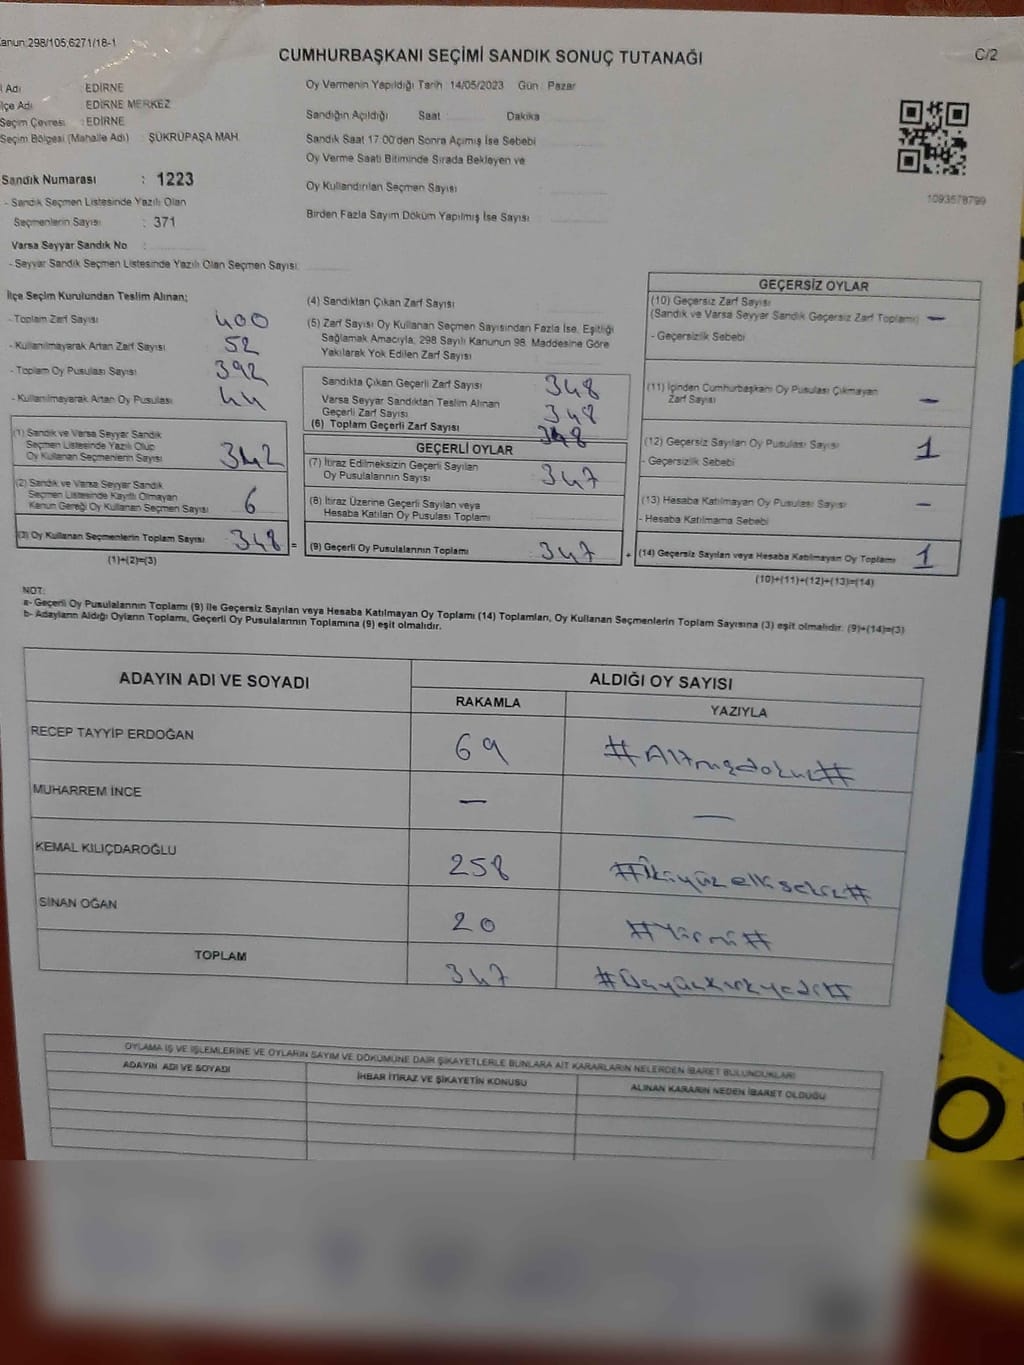 Kanun:298/105;6271/18-1
CUMHURBAŞKANI SEÇİMİ SANDIK SONUÇ TUTANAĞI
C/2
İl Adı : EDİRNE
İlçe Adı : EDİRNE MERKEZ
Seçim Çevresi : EDİRNE
Seçim Bölgesi (Mahalle Adı) : ŞÜKRÜPAŞA MAH.
Sandık Numarası : 1223
- Sandık Seçmen Listesinde Yazılı Olan
Seçmenlerin Sayısı : 371
Varsa Seyyar Sandık No :
- Seyyar Sandık Seçmen Listesinde Yazılı Olan Seçmen Sayısı:
Oy Vermenin Yapıldığı Tarih 14/05/2023 Gün : Pazar
Sandığın Açıldığı Saat Dakika
Sandık Saat 17.00'den Sonra Açılmış İse Sebebi
Oy Verme Saati Bitiminde Sırada Bekleyen ve
Oy Kullandırılan Seçmen Sayısı
Birden Fazla Sayım Döküm Yapılmış İse Sayısı
1093578799
İlçe Seçim Kurulundan Teslim Alınan;
- Toplam Zarf Sayısı 400
- Kullanılmayarak Artan Zarf Sayısı 52
- Toplam Oy Pusulası Sayısı 392
- Kullanılmayarak Artan Oy Pusulası 44
(1) Sandık ve Varsa Seyyar Sandık
Seçmen Listesinde Yazılı Olup
Oy Kullanan Seçmenlerin Sayısı 342
(2) Sandık ve Varsa Seyyar Sandık
Seçmen Listesinde Kayıtlı Olmayan
Kanun Gereği Oy Kullanan Seçmen Sayısı 6
(3) Oy Kullanan Seçmenlerin Toplam Sayısı 348 =
(1)+(2)=(3)
(4) Sandıktan Çıkan Zarf Sayısı
(5) Zarf Sayısı Oy Kullanan Seçmen Sayısından Fazla İse, Eşitliği
Sağlamak Amacıyla, 298 Sayılı Kanunun 98. Maddesine Göre
Yakılarak Yok Edilen Zarf Sayısı
Sandıkta Çıkan Geçerli Zarf Sayısı 348
Varsa Seyyar Sandıktan Teslim Alınan
Geçerli Zarf Sayısı 348
(6) Toplam Geçerli Zarf Sayısı 348
GEÇERLİ OYLAR
(7) İtiraz Edilmeksizin Geçerli Sayılan
Oy Pusulalarının Sayısı 347
(8) İtiraz Üzerine Geçerli Sayılan veya
Hesaba Katılan Oy Pusulası Toplamı
(9) Geçerli Oy Pusulalarının Toplamı 347 +
GEÇERSİZ OYLAR
(10) Geçersiz Zarf Sayısı
(Sandık ve Varsa Seyyar Sandık Geçersiz Zarf Toplamı) —
- Geçersizlik Sebebi
(11) İçinden Cumhurbaşkanı Oy Pusulası Çıkmayan
Zarf Sayısı —
(12) Geçersiz Sayılan Oy Pusulası Sayısı 1
- Geçersizlik Sebebi
(13) Hesaba Katılmayan Oy Pusulası Sayısı —
- Hesaba Katılmama Sebebi
(14) Geçersiz Sayılan veya Hesaba Katılmayan Oy Toplamı 1
(10)+(11)+(12)+(13)=(14)
NOT:
a- Geçerli Oy Pusulalarının Toplamı (9) ile Geçersiz Sayılan veya Hesaba Katılmayan Oy Toplamı (14) Toplamları, Oy Kullanan Seçmenlerin Toplam Sayısına (3) eşit olmalıdır. (9)+(14)=(3)
b- Adayların Aldığı Oyların Toplamı, Geçerli Oy Pusulalarının Toplamına (9) eşit olmalıdır.
ADAYIN ADI VE SOYADI
ALDIĞI OY SAYISI
RAKAMLA YAZIYLA
RECEP TAYYİP ERDOĞAN 69 #Altmışdokuz#
MUHARREM İNCE — —
KEMAL KILIÇDAROĞLU 258 #İkiyüzellisekiz#
SİNAN OĞAN 20 #Yirmi#
TOPLAM 347 #Üçyüzkırkyedi#
OYLAMA İŞ VE İŞLEMLERİNE VE OYLARIN SAYIM VE DÖKÜMÜNE DAİR ŞİKAYETLERLE BUNLARA AİT KARARLARIN NELERDEN İBARET BULUNDUKLARI
ADAYIN ADI VE SOYADI İHBAR İTİRAZ VE ŞİKAYETİN KONUSU ALINAN KARARIN NEDEN İBARET OLDUĞU